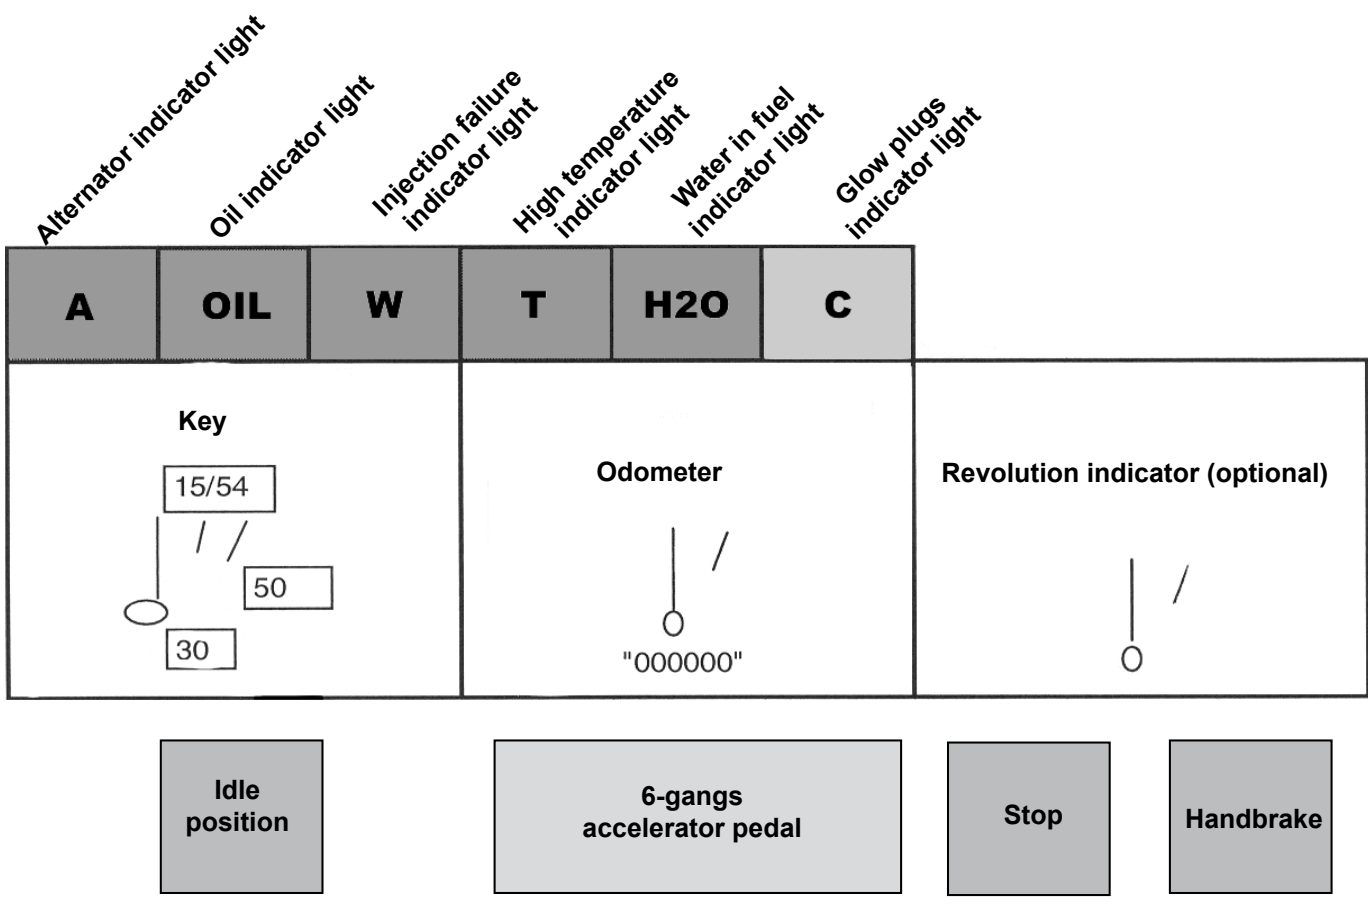 Alternator indicator light
Oil indicator light
Injection failure
indicator light
High temperature
indicator light
Water in fuel
indicator light
Glow plugs
indicator light
A
OIL
W
T
H2O
C
Key
15/54
50
30
Odometer
"000000"
Revolution indicator (optional)
Idle
position
6-gangs
accelerator pedal
Stop
Handbrake